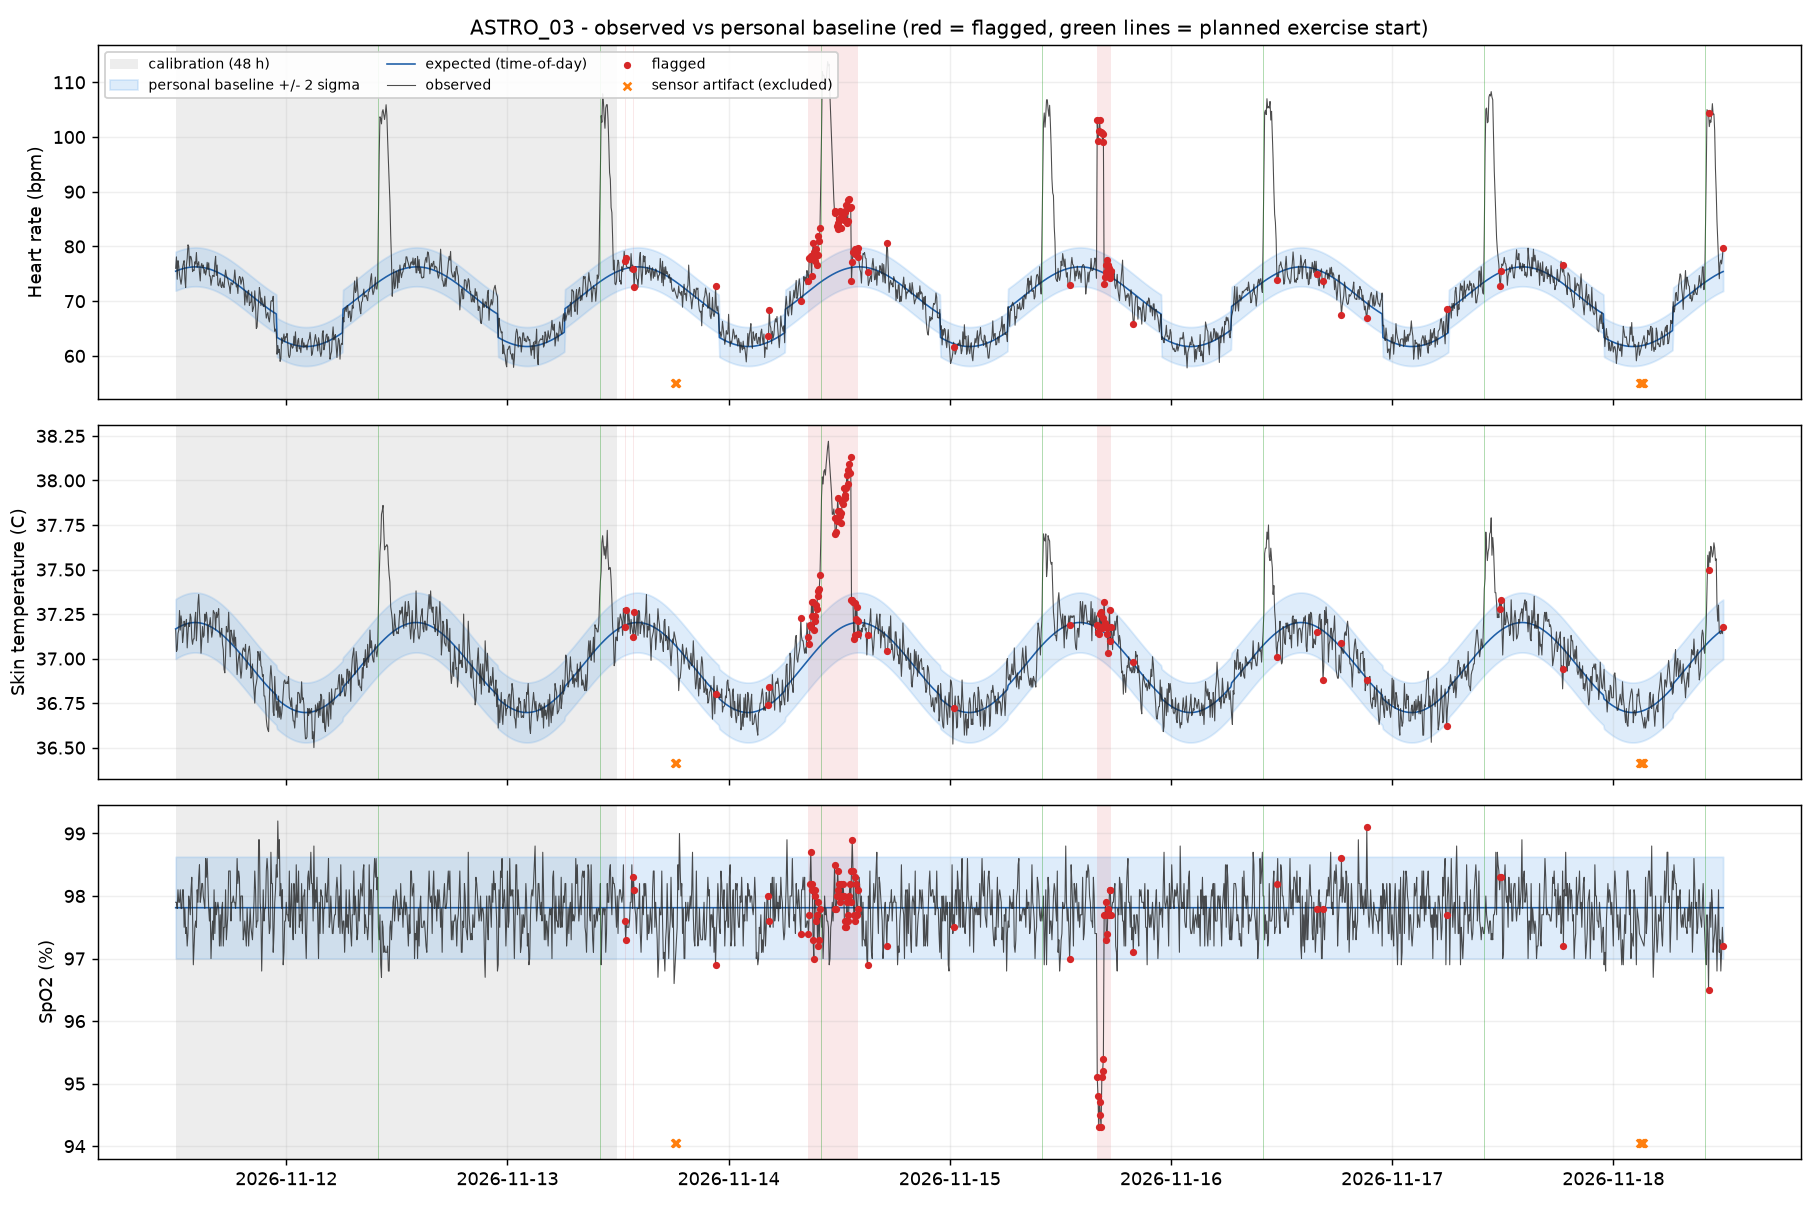 ASTRO_03 - observed vs personal baseline (red = flagged, green lines = planned exercise start)
calibration (48 h)
personal baseline +/- 2 sigma
expected (time-of-day)
observed
flagged
sensor artifact (excluded)
Heart rate (bpm)
110
100
90
80
70
60
Skin temperature (C)
38.25
38.00
37.75
37.50
37.25
37.00
36.75
36.50
SpO2 (%)
99
98
97
96
95
94
2026-11-12
2026-11-13
2026-11-14
2026-11-15
2026-11-16
2026-11-17
2026-11-18